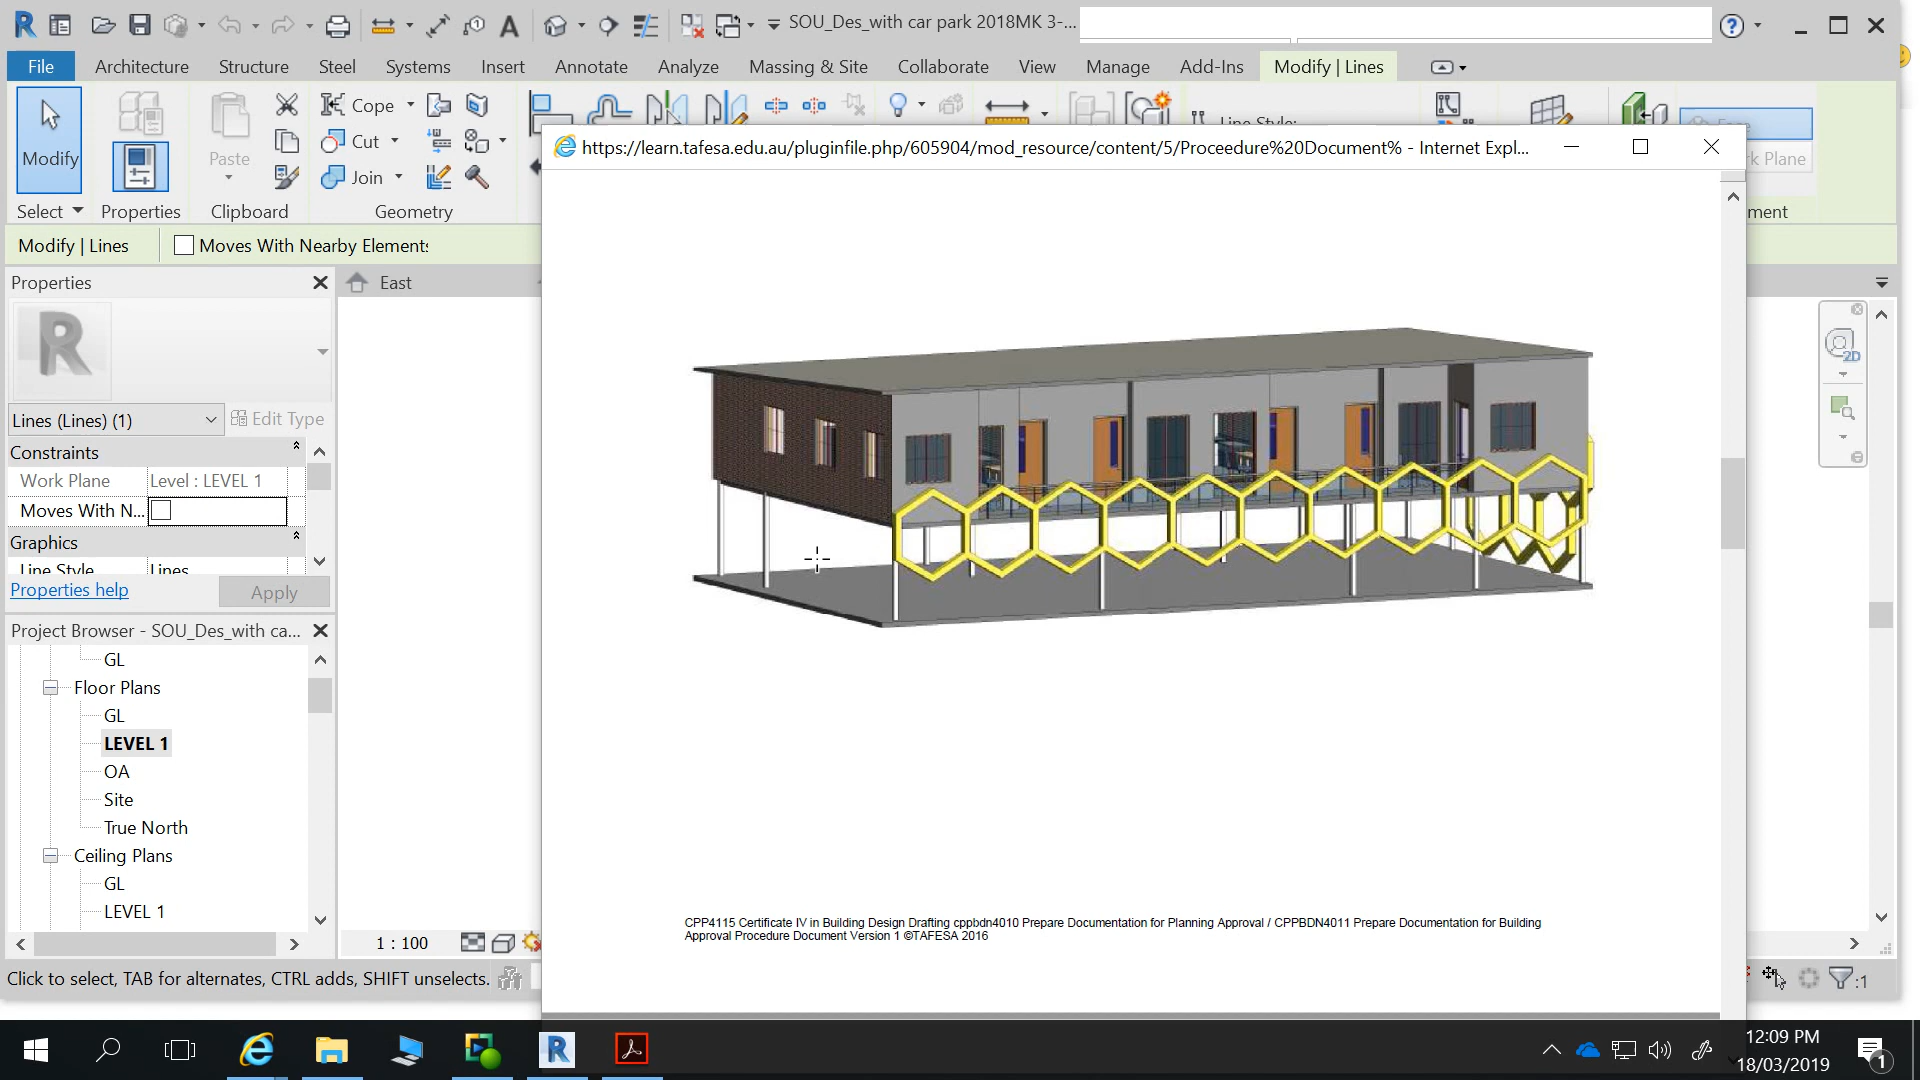 SOU_Des_with car park 2018MK 3-...
File Architecture Structure Steel Systems Insert Annotate Analyze Massing & Site Collaborate View Manage Add-Ins Modify | Lines
Modify
Select
Properties
Paste
Clipboard
Cope
Cut
Join
Geometry
Line Style:
k Plane
ment
https://learn.tafesa.edu.au/pluginfile.php/605904/mod_resource/content/5/Proceedure%20Document% - Internet Expl...
Modify | Lines
Moves With Nearby Elements
Properties
East
2D
R
Lines (Lines) (1)
Edit Type
Constraints
Work Plane Level : LEVEL 1
Moves With N...
Graphics
Line Style Lines
Properties help
Apply
Project Browser - SOU_Des_with ca...
GL
Floor Plans
GL
LEVEL 1
OA
Site
True North
Ceiling Plans
GL
LEVEL 1
1 : 100
CPP4115 Certificate IV in Building Design Drafting cppbdn4010 Prepare Documentation for Planning Approval / CPPBDN4011 Prepare Documentation for Building
Approval Procedure Document Version 1 ©TAFESA 2016
Click to select, TAB for alternates, CTRL adds, SHIFT unselects.
:1
12:09 PM
18/03/2019
1